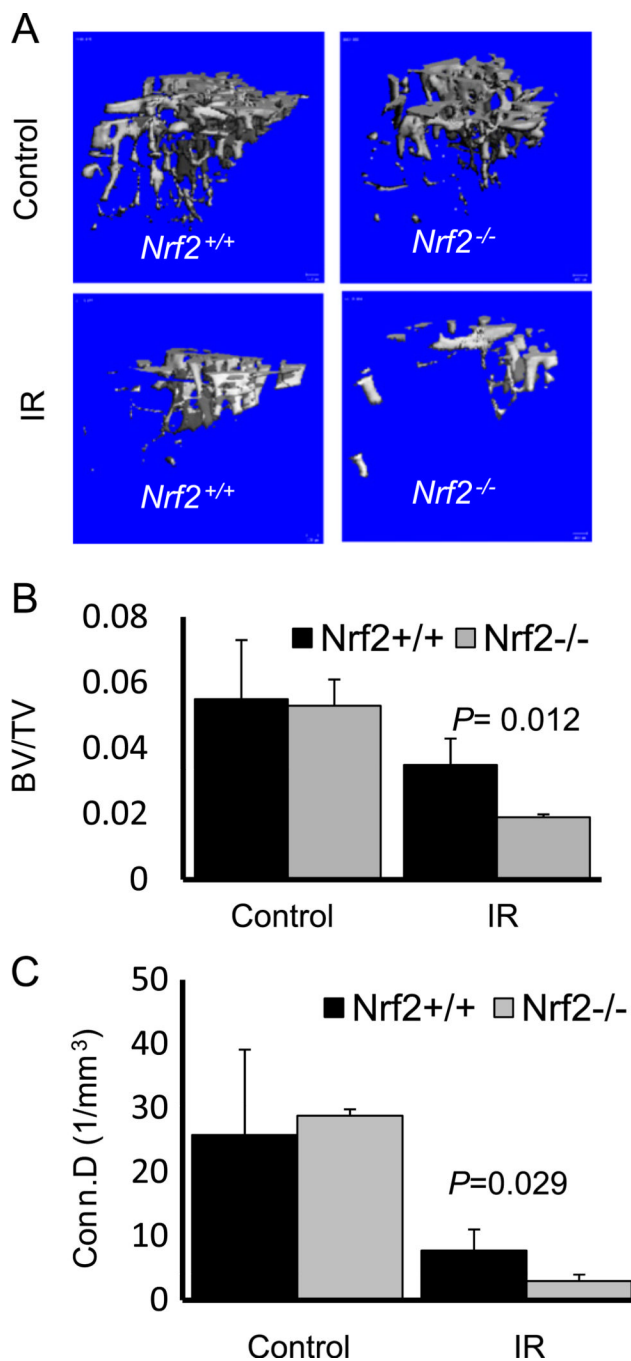 A
Control
Nrf2+/+
Nrf2-/-
IR
Nrf2+/+
Nrf2-/-
B
0.08
0.06
0.04
0.02
0
BV/TV
Nrf2+/+ Nrf2-/-
P= 0.012
Control IR
C
50
40
30
20
10
0
Conn.D (1/mm³)
Nrf2+/+ Nrf2-/-
P=0.029
Control IR